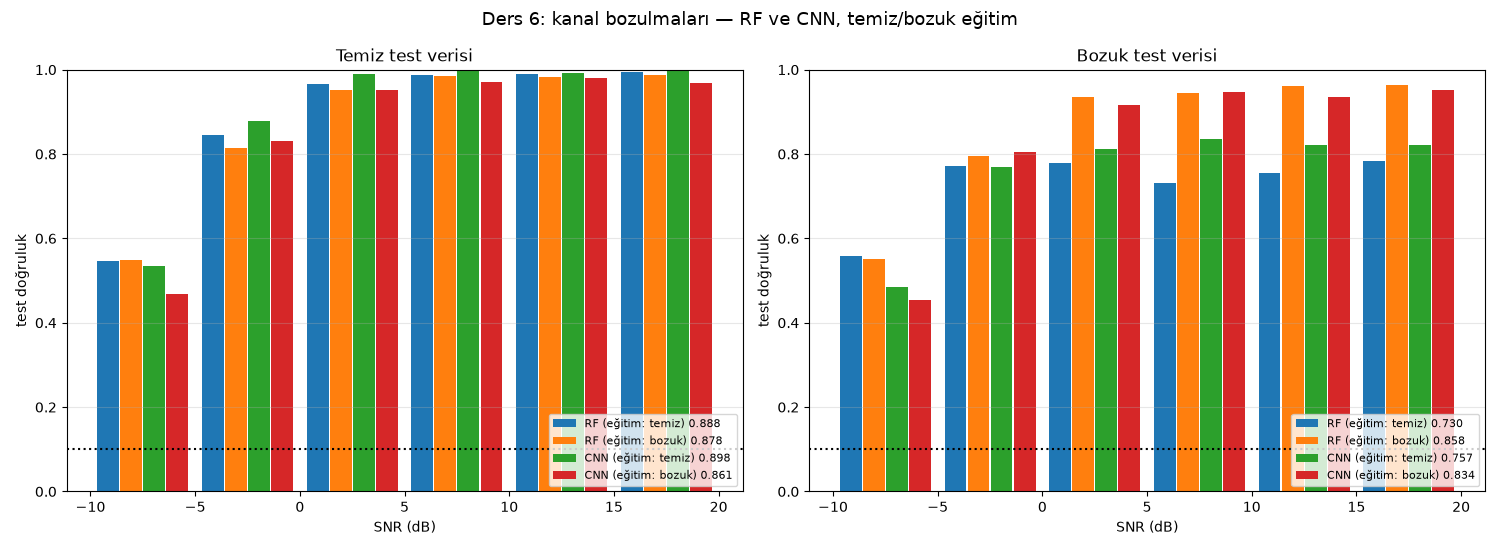 Ders 6: kanal bozulmaları — RF ve CNN, temiz/bozuk eğitim
Temiz test verisi
test doğruluk
1.0
0.8
0.6
0.4
0.2
0.0
−10
−5
0
5
10
15
20
SNR (dB)
RF (eğitim: temiz) 0.888
RF (eğitim: bozuk) 0.878
CNN (eğitim: temiz) 0.898
CNN (eğitim: bozuk) 0.861
Bozuk test verisi
test doğruluk
1.0
0.8
0.6
0.4
0.2
0.0
−10
−5
0
5
10
15
20
SNR (dB)
RF (eğitim: temiz) 0.730
RF (eğitim: bozuk) 0.858
CNN (eğitim: temiz) 0.757
CNN (eğitim: bozuk) 0.834